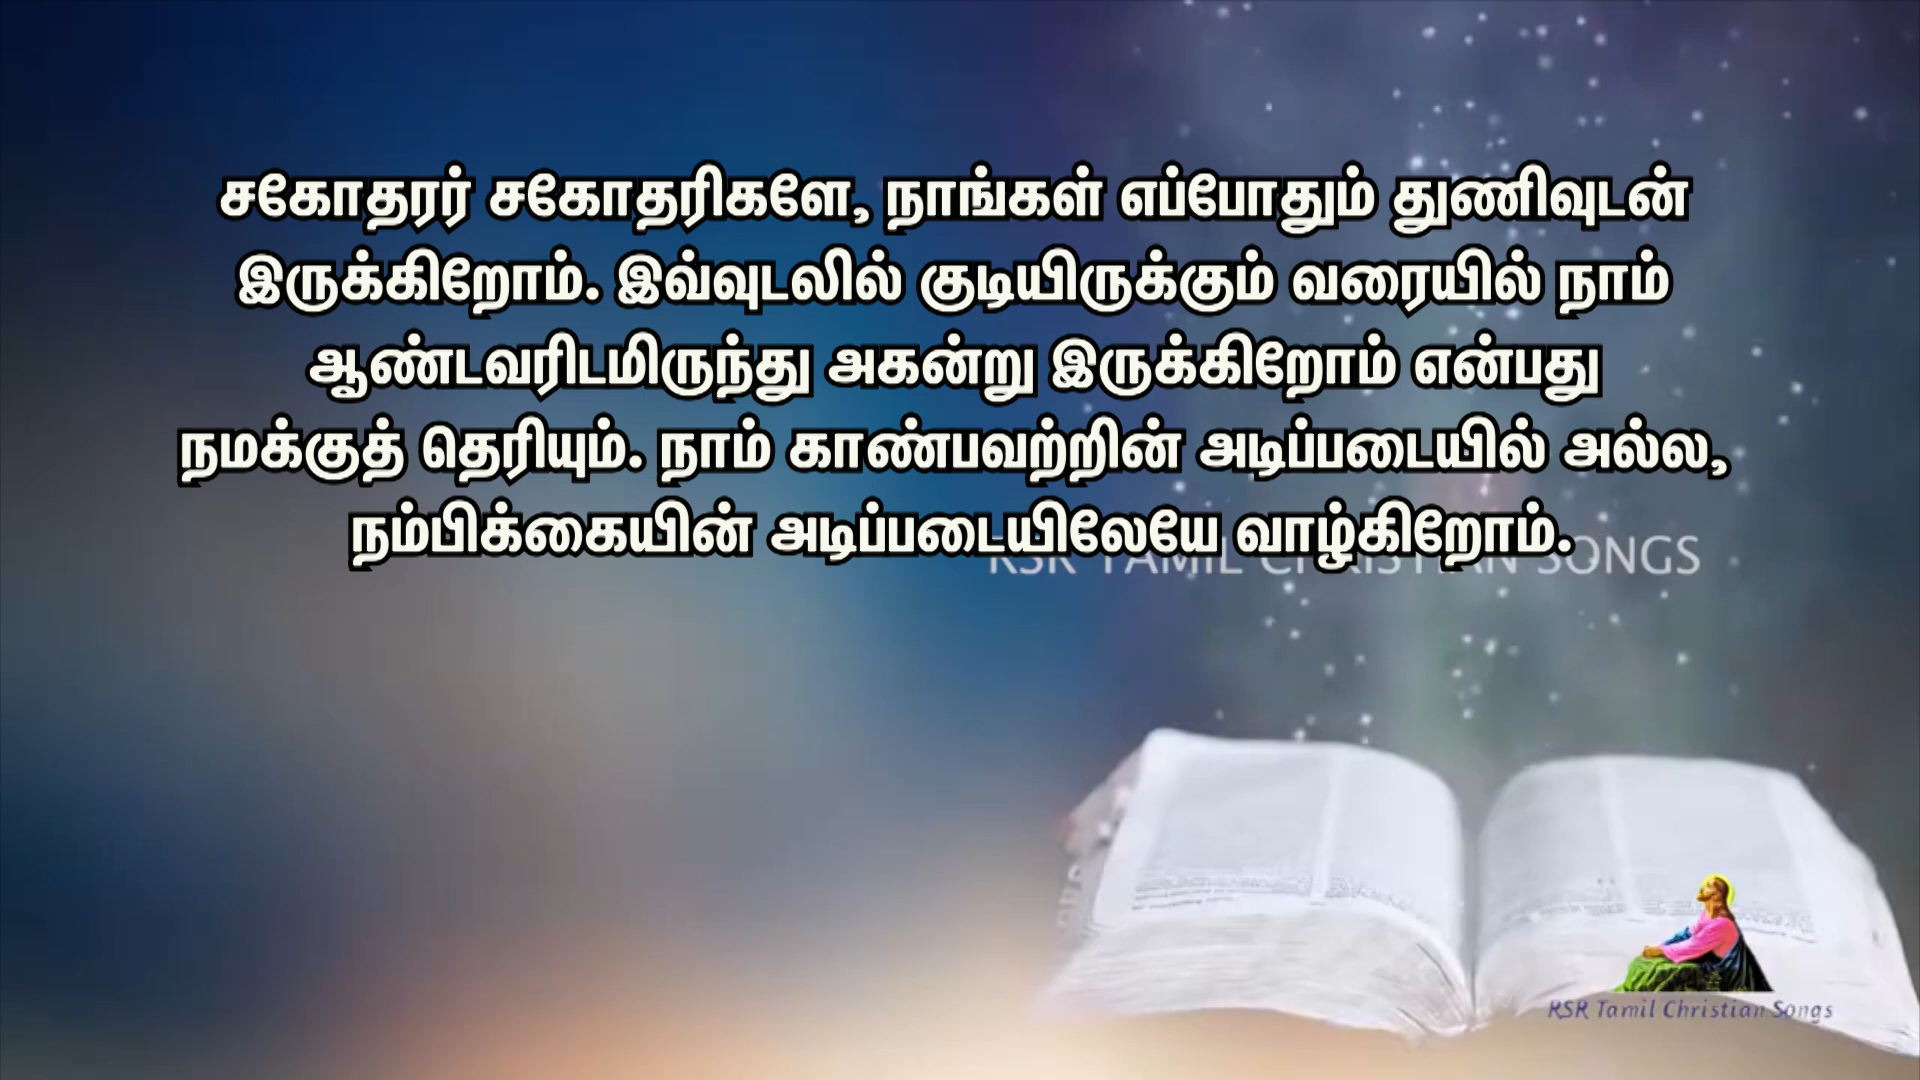 சகோதரர் சகோதரிகளே, நாங்கள் எப்போதும் துணிவுடன்
இருக்கிறோம். இவ்வுடலில் குடியிருக்கும் வரையில் நாம்
ஆண்டவரிடமிருந்து அகன்று இருக்கிறோம் என்பது
நமக்குத் தெரியும். நாம் காண்பவற்றின் அடிப்படையில் அல்ல,
நம்பிக்கையின் அடிப்படையிலேயே வாழ்கிறோம்.
RSR TAMIL CHRISTIAN SONGS
RSR Tamil Christian Songs